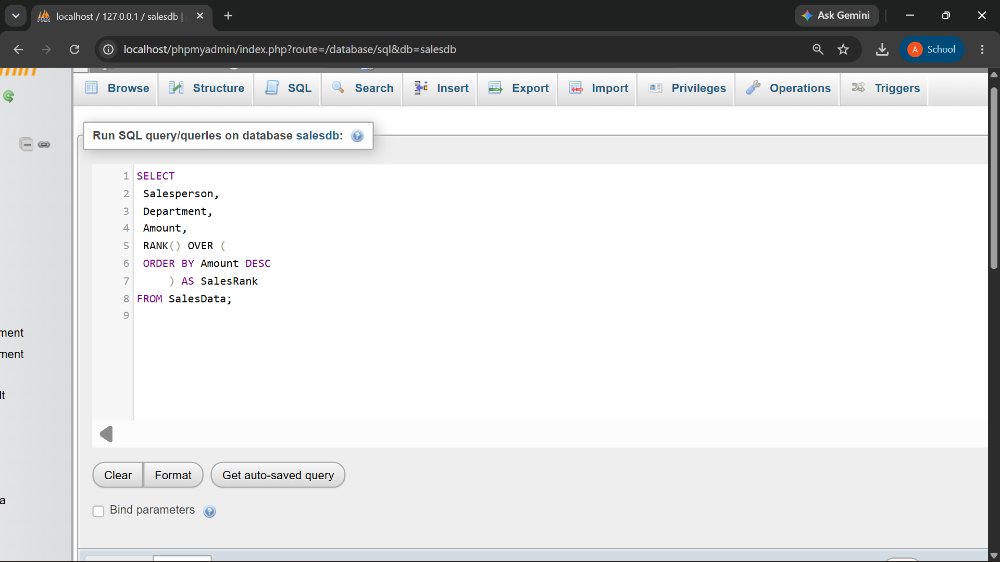 localhost / 127.0.0.1 / salesdb |
Ask Gemini
localhost/phpmyadmin/index.php?route=/database/sql&db=salesdb
A School
Browse
Structure
SQL
Search
Insert
Export
Import
Privileges
Operations
Triggers
Run SQL query/queries on database salesdb:
1 SELECT
2 Salesperson,
3 Department,
4 Amount,
5 RANK() OVER (
6 ORDER BY Amount DESC
7 ) AS SalesRank
8 FROM SalesData;
9
ment
ment
lt
a
Clear
Format
Get auto-saved query
Bind parameters